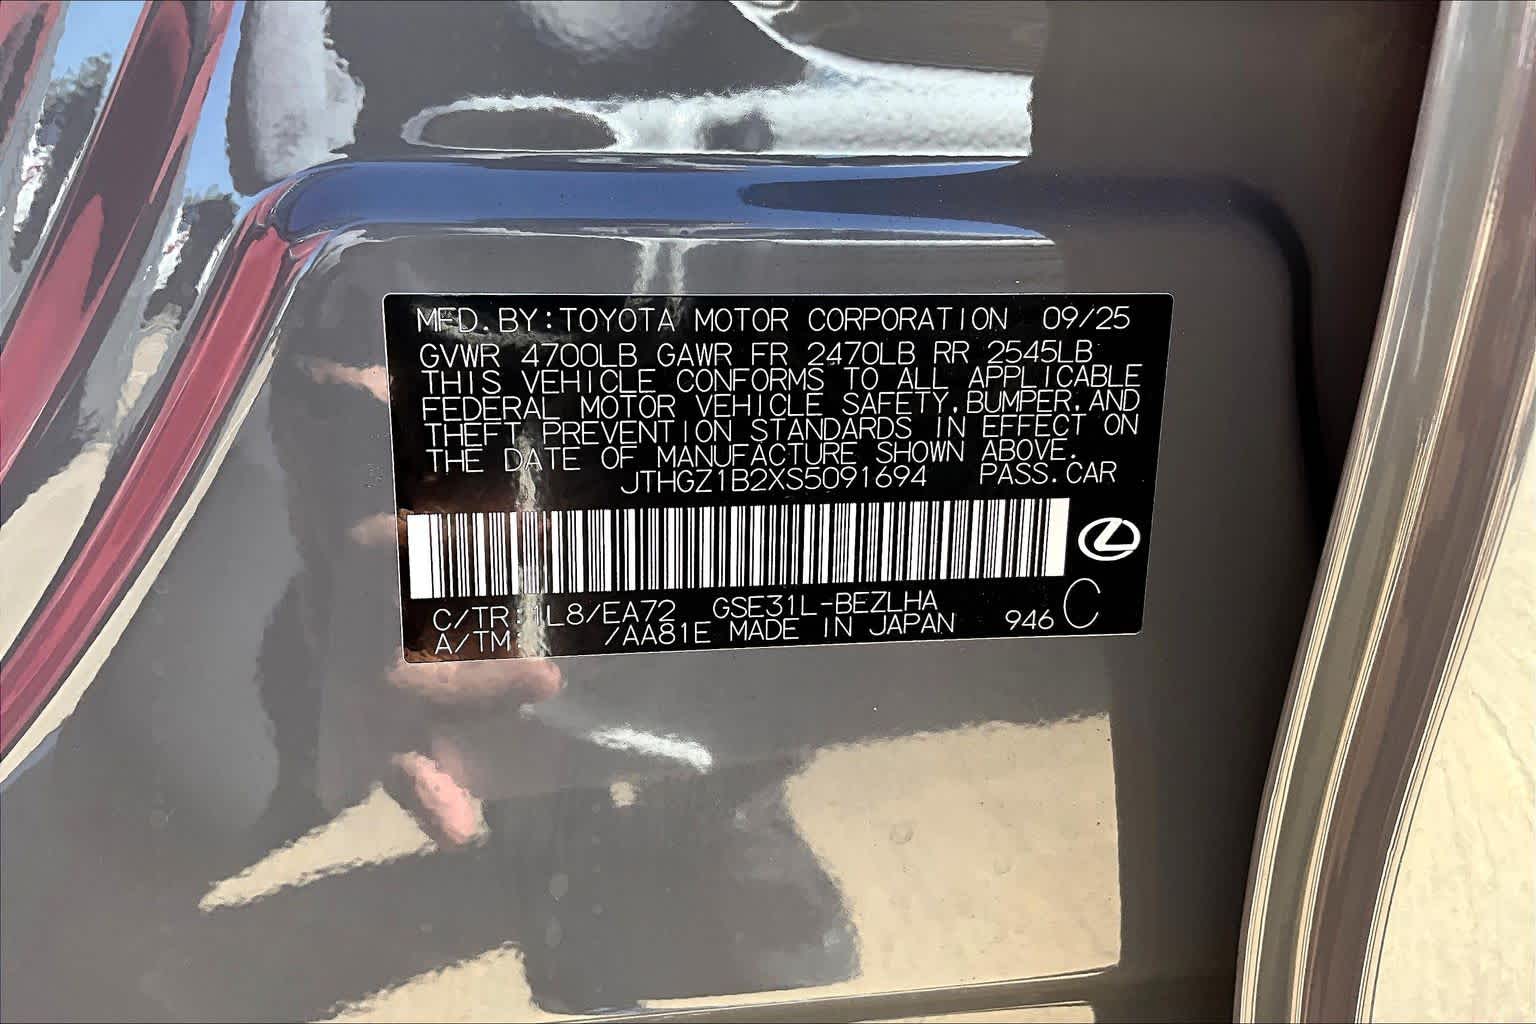 MFD.BY:TOYOTA MOTOR CORPORATION 09/25
GVWR 4700LB GAWR FR 2470LB RR 2545LB
THIS VEHICLE CONFORMS TO ALL APPLICABLE
FEDERAL MOTOR VEHICLE SAFETY,BUMPER,AND
THEFT PREVENTION STANDARDS IN EFFECT ON
THE DATE OF MANUFACTURE SHOWN ABOVE.
JTHGZ1B2XS5091694 PASS.CAR
C/TR:1L8/EA72 GSE31L-BEZLHA
A/TM: /AA81E MADE IN JAPAN 946 C